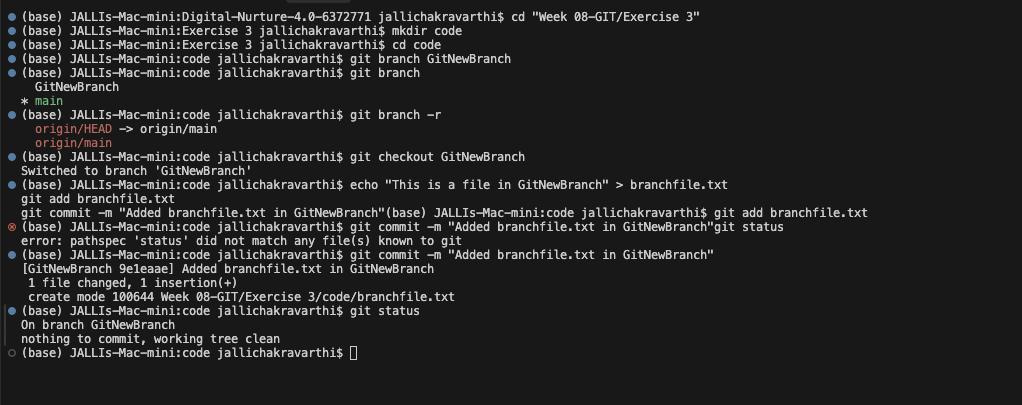 (base) JALLIs-Mac-mini:Digital-Nurture-4.0-6372771 jallichakravarthi$ cd "Week 08-GIT/Exercise 3"
(base) JALLIs-Mac-mini:Exercise 3 jallichakravarthi$ mkdir code
(base) JALLIs-Mac-mini:Exercise 3 jallichakravarthi$ cd code
(base) JALLIs-Mac-mini:code jallichakravarthi$ git branch GitNewBranch
(base) JALLIs-Mac-mini:code jallichakravarthi$ git branch
  GitNewBranch
* main
(base) JALLIs-Mac-mini:code jallichakravarthi$ git branch -r
  origin/HEAD -> origin/main
  origin/main
(base) JALLIs-Mac-mini:code jallichakravarthi$ git checkout GitNewBranch
Switched to branch 'GitNewBranch'
(base) JALLIs-Mac-mini:code jallichakravarthi$ echo "This is a file in GitNewBranch" > branchfile.txt
git add branchfile.txt
git commit -m "Added branchfile.txt in GitNewBranch"(base) JALLIs-Mac-mini:code jallichakravarthi$ git add branchfile.txt
(base) JALLIs-Mac-mini:code jallichakravarthi$ git commit -m "Added branchfile.txt in GitNewBranch"git status
error: pathspec 'status' did not match any file(s) known to git
(base) JALLIs-Mac-mini:code jallichakravarthi$ git commit -m "Added branchfile.txt in GitNewBranch"
[GitNewBranch 9e1eaae] Added branchfile.txt in GitNewBranch
 1 file changed, 1 insertion(+)
 create mode 100644 Week 08-GIT/Exercise 3/code/branchfile.txt
(base) JALLIs-Mac-mini:code jallichakravarthi$ git status
On branch GitNewBranch
nothing to commit, working tree clean
(base) JALLIs-Mac-mini:code jallichakravarthi$